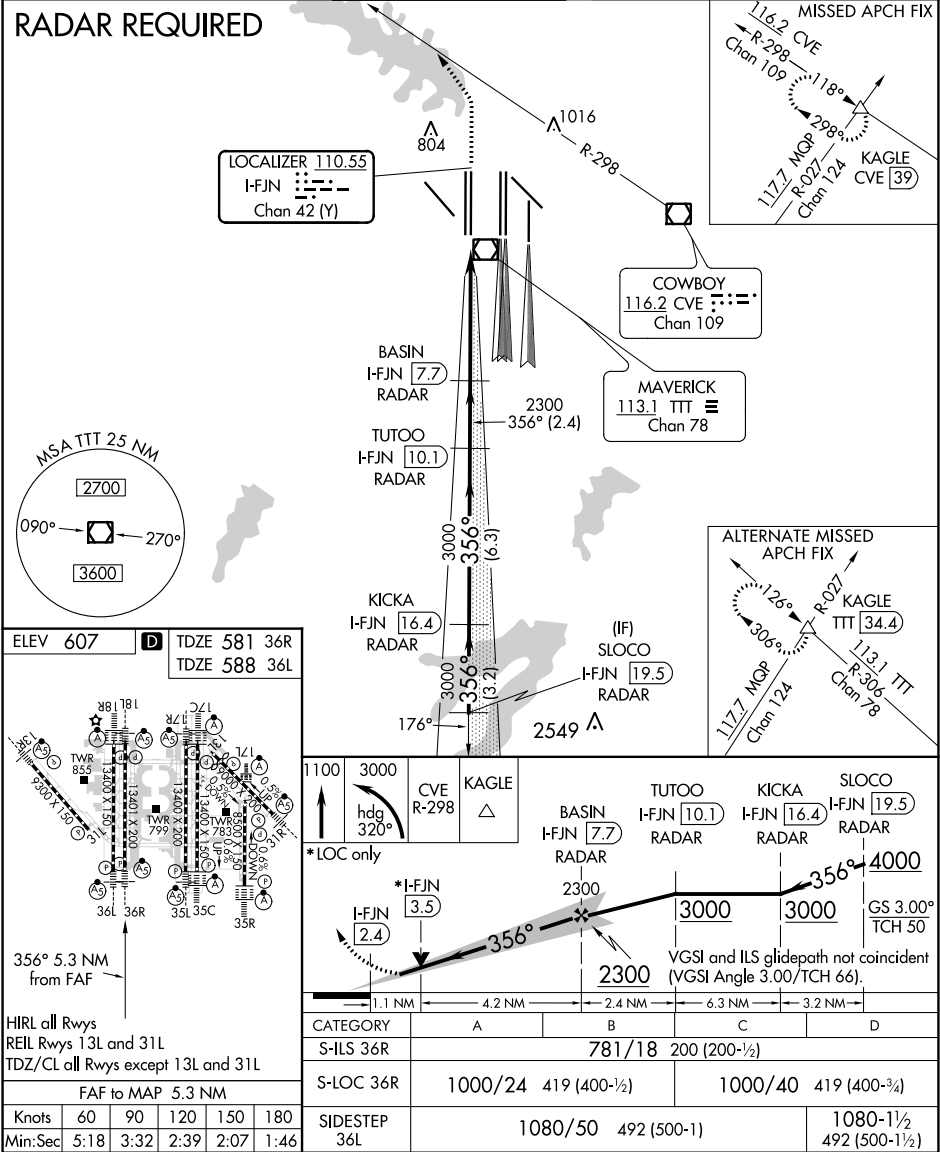 RADAR REQUIRED
MISSED APCH FIX
116.2 CVE
R-298
Chan 109
118°
298°
117.7 MQP
R-027
Chan 124
KAGLE
CVE 39
1016
804
R-298
LOCALIZER 110.55
I-FJN
Chan 42 (Y)
COWBOY
116.2 CVE
Chan 109
MAVERICK
113.1 TTT
Chan 78
BASIN
I-FJN 7.7
RADAR
2300
356° (2.4)
TUTOO
I-FJN 10.1
RADAR
3000
356°
(6.3)
KICKA
I-FJN 16.4
RADAR
3000
356°
(3.2)
(IF)
SLOCO
I-FJN 19.5
RADAR
176°
2549
MSA TTT 25 NM
2700
090°
270°
3600
ALTERNATE MISSED
APCH FIX
126°
306°
R-027
KAGLE
TTT 34.4
117.7 MQP
Chan 124
113.1 TTT
R-306
Chan 78
ELEV 607
D
TDZE 581 36R
TDZE 588 36L
18R
18L
17R
17C
17L
13R
TWR
855
TWR
799
TWR
783
9300 X 150
13400 X 150
13401 X 200
13400 X 200
13400 X 150
9000 X 200
8500 X 150
0.5% UP
0.6% DOWN
UP
31L
31R
36L
36R
35L
35C
35R
356° 5.3 NM
from FAF
HIRL all Rwys
REIL Rwys 13L and 31L
TDZ/CL all Rwys except 13L and 31L
FAF to MAP 5.3 NM
Knots 60 90 120 150 180
Min:Sec 5:18 3:32 2:39 2:07 1:46
1100
3000
hdg
320°
CVE
R-298
KAGLE
*LOC only
I-FJN
2.4
*I-FJN
3.5
BASIN
I-FJN 7.7
RADAR
TUTOO
I-FJN 10.1
RADAR
KICKA
I-FJN 16.4
RADAR
SLOCO
I-FJN 19.5
RADAR
2300
356°
2300
3000
3000
356°
4000
GS 3.00°
TCH 50
VGSI and ILS glidepath not coincident
(VGSI Angle 3.00/TCH 66).
1.1 NM 4.2 NM 2.4 NM 6.3 NM 3.2 NM
CATEGORY A B C D
S-ILS 36R 781/18 200 (200-½)
S-LOC 36R 1000/24 419 (400-½) 1000/40 419 (400-¾)
SIDESTEP
36L
1080/50 492 (500-1)
1080-1½
492 (500-1½)